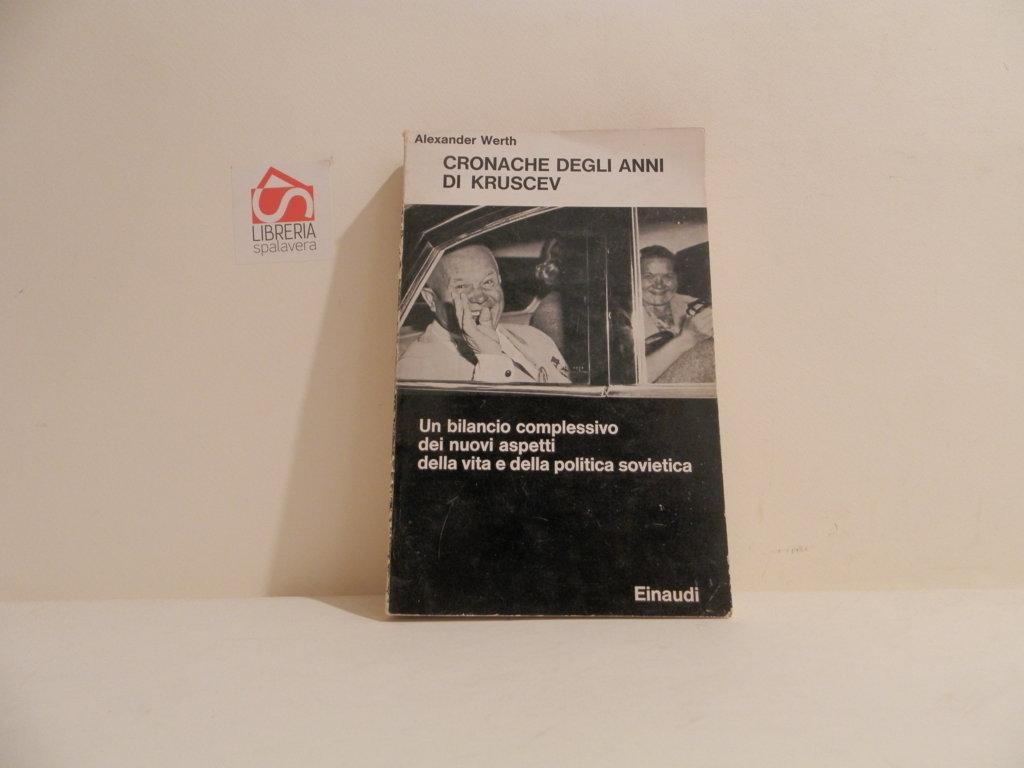 Alexander Werth
CRONACHE DEGLI ANNI
DI KRUSCEV
LIBRERIA
spalavera
Un bilancio complessivo
dei nuovi aspetti
della vita e della politica sovietica
Einaudi